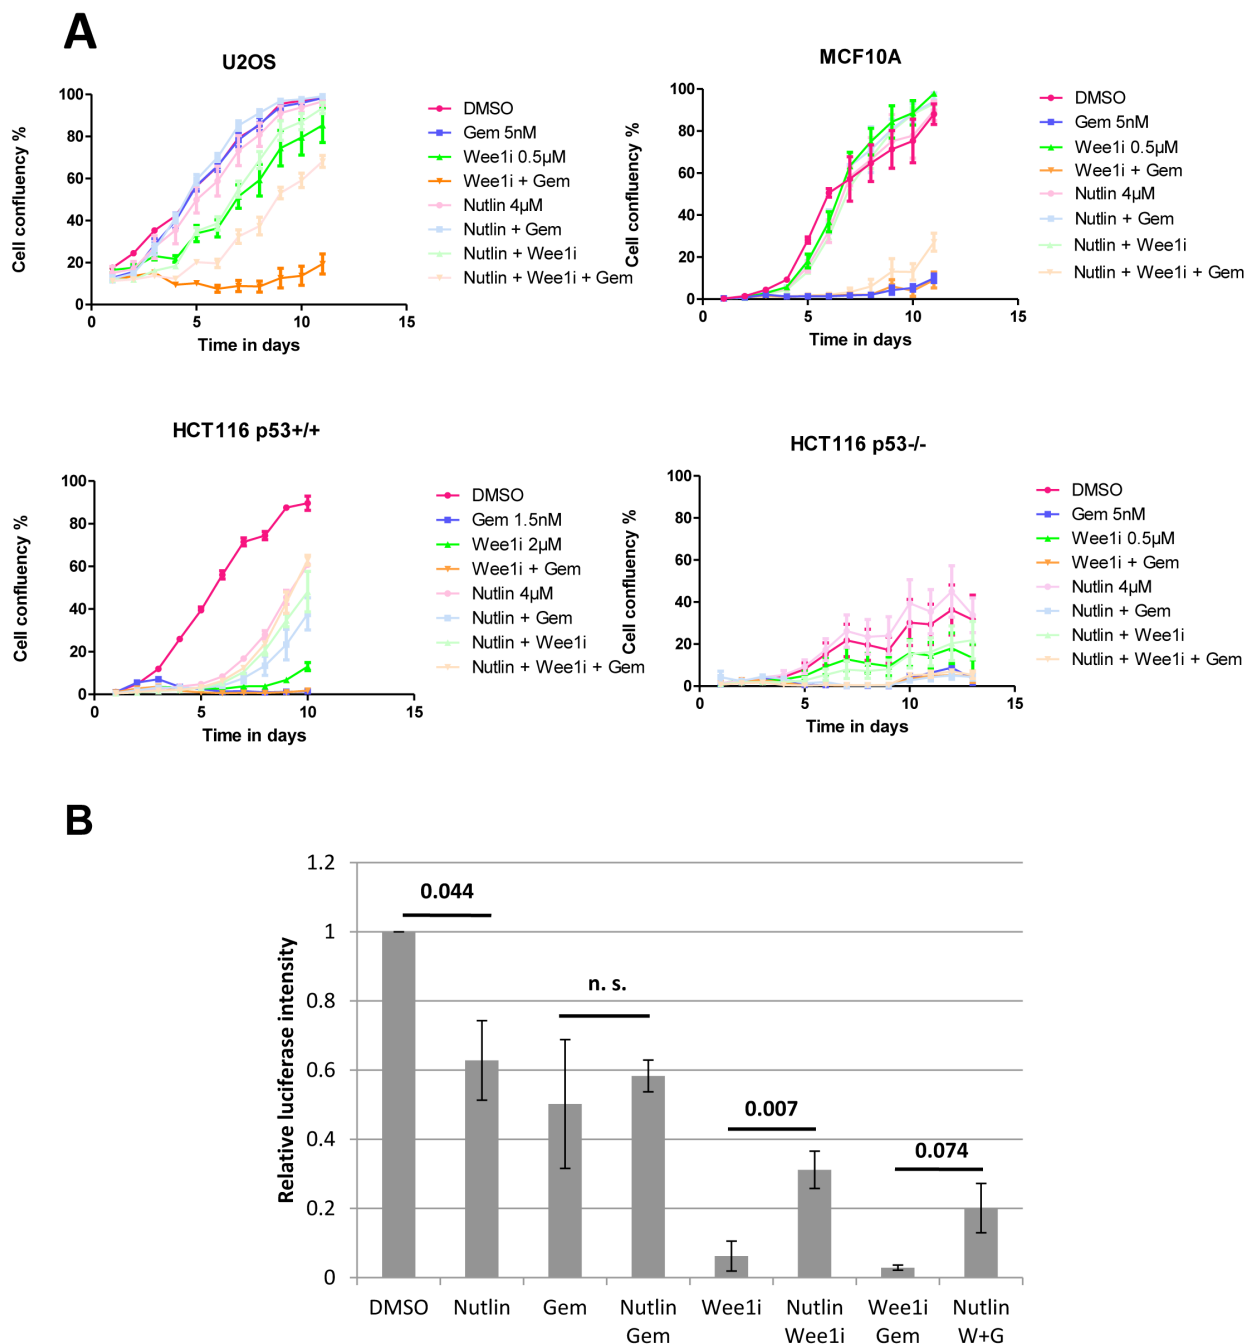 A
U2OS
Cell confluency %
100
80
60
40
20
0
0
5
10
15
Time in days
DMSO
Gem 5nM
Wee1i 0.5µM
Wee1i + Gem
Nutlin 4µM
Nutlin + Gem
Nutlin + Wee1i
Nutlin + Wee1i + Gem
MCF10A
Cell confluency %
100
80
60
40
20
0
0
5
10
15
Time in days
DMSO
Gem 5nM
Wee1i 0.5µM
Wee1i + Gem
Nutlin 4µM
Nutlin + Gem
Nutlin + Wee1i
Nutlin + Wee1i + Gem
HCT116 p53+/+
Cell confluency %
100
80
60
40
20
0
0
5
10
15
Time in days
DMSO
Gem 1.5nM
Wee1i 2µM
Wee1i + Gem
Nutlin 4µM
Nutlin + Gem
Nutlin + Wee1i
Nutlin + Wee1i + Gem
HCT116 p53-/-
Cell confluency %
100
80
60
40
20
0
0
5
10
15
Time in days
DMSO
Gem 5nM
Wee1i 0.5µM
Wee1i + Gem
Nutlin 4µM
Nutlin + Gem
Nutlin + Wee1i
Nutlin + Wee1i + Gem
B
Relative luciferase intensity
1.2
1
0.8
0.6
0.4
0.2
0
0.044
n. s.
0.007
0.074
DMSO
Nutlin
Gem
Nutlin
Gem
Wee1i
Nutlin
Wee1i
Wee1i
Gem
Nutlin
W+G